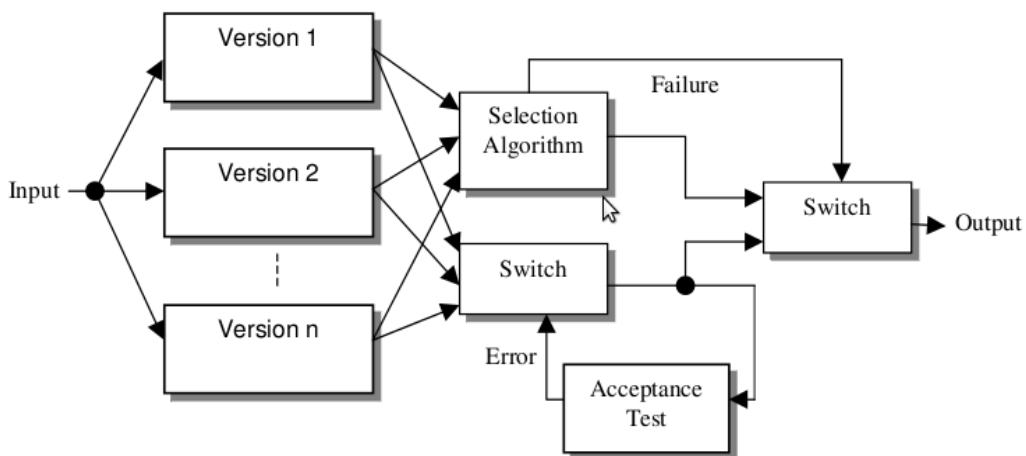 Version 1
Failure
Selection
Algorithm
Input
Version 2
Switch
Output
Switch
Version n
Error
Acceptance
Test